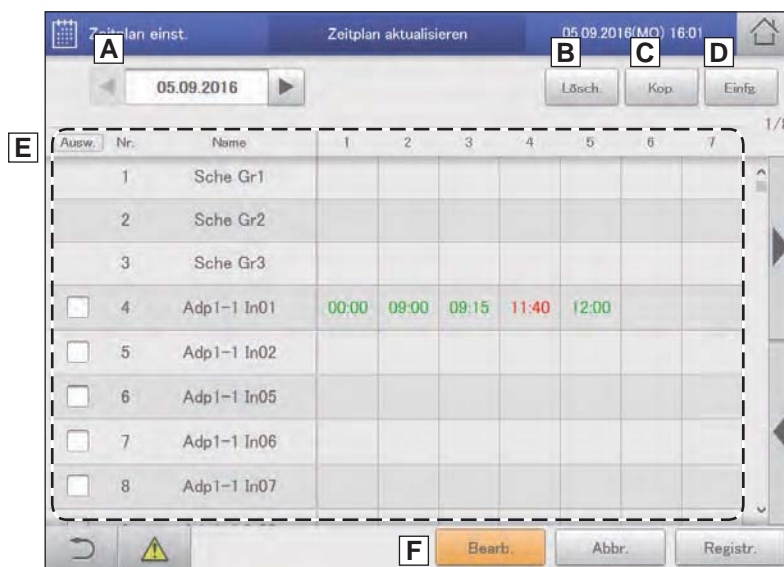 Zeitplan einst. Zeitplan aktualisieren 05.09.2016(MO) 16:01
A B C D
05.09.2016 Lösch. Kop. Einfg.
E
Ausw. Nr. Name 1 2 3 4 5 6 7
1 Sche Gr1
2 Sche Gr2
3 Sche Gr3
4 Adp1-1 In01 00:00 09:00 09:15 11:40 12:00
5 Adp1-1 In02
6 Adp1-1 In05
7 Adp1-1 In06
8 Adp1-1 In07
F Bearb. Abbr. Registr.